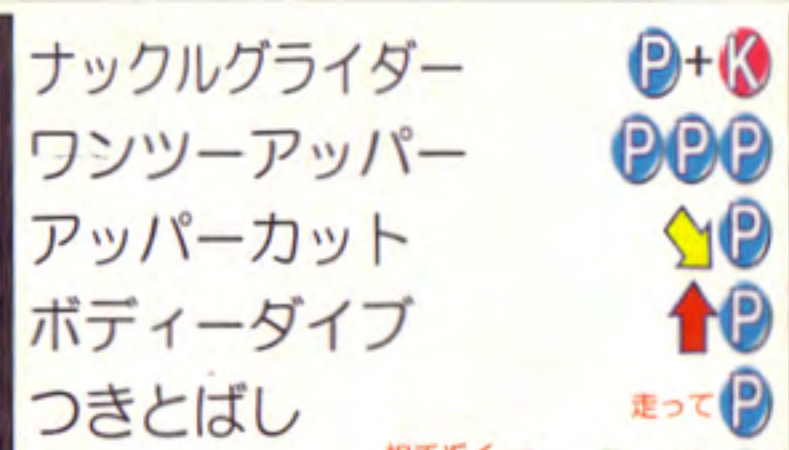 ナックルグライダー P+K
ワンツーアッパー PPP
アッパーカット ↘P
ボディーダイブ ⬆P
つきとばし 走ってP